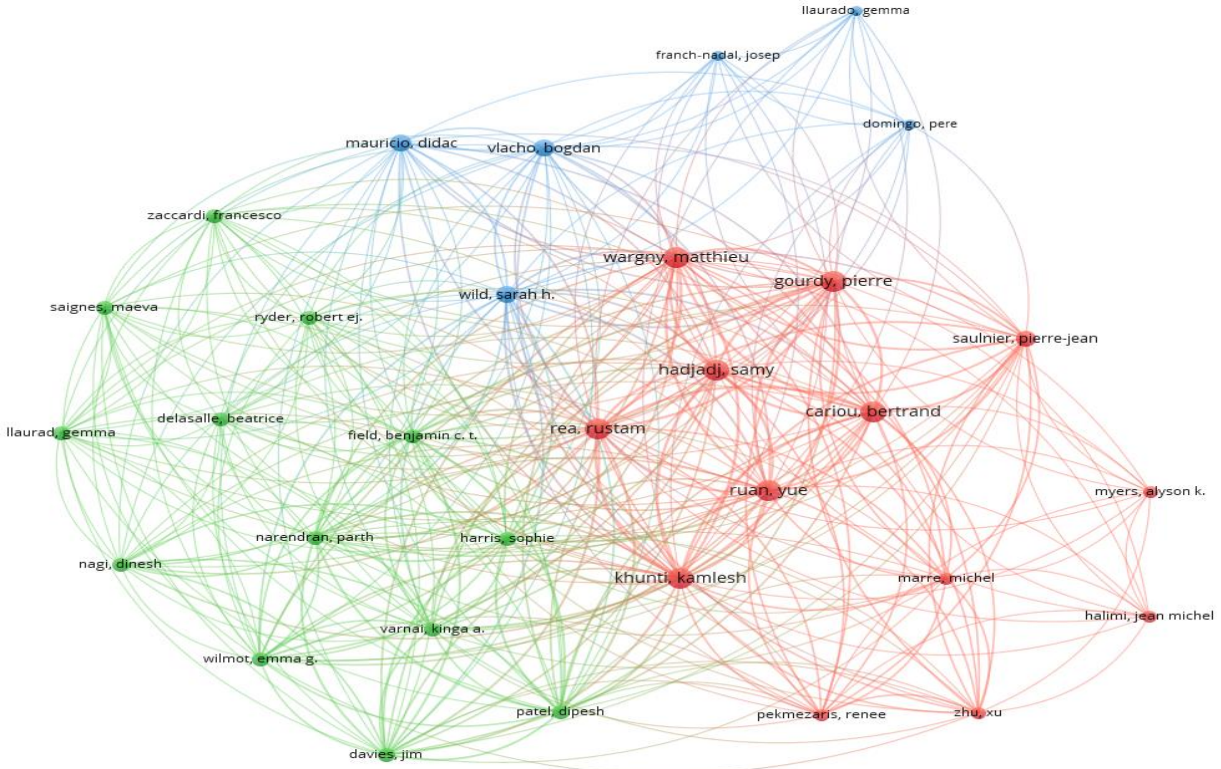 llaurado, gemma
franch-nadal, josep
domingo, pere
mauricio, didac
vlacho, bogdan
zaccardi, francesco
wargny, matthieu
gourdy, pierre
wild, sarah h.
saignes, maeva
ryder, robert ej.
saulnier, pierre-jean
hadjadj, samy
cariou, bertrand
delasalle, beatrice
rea, rustam
llaurad, gemma
field, benjamin c. t.
ruan, yue
myers, alyson k.
narendran, parth
harris, sophie
nagi, dinesh
khunti, kamlesh
marre, michel
halimi, jean michel
varnai, kinga a.
wilmot, emma g.
patel, dipesh
pekmezaris, renee
zhu, xu
davies, jim